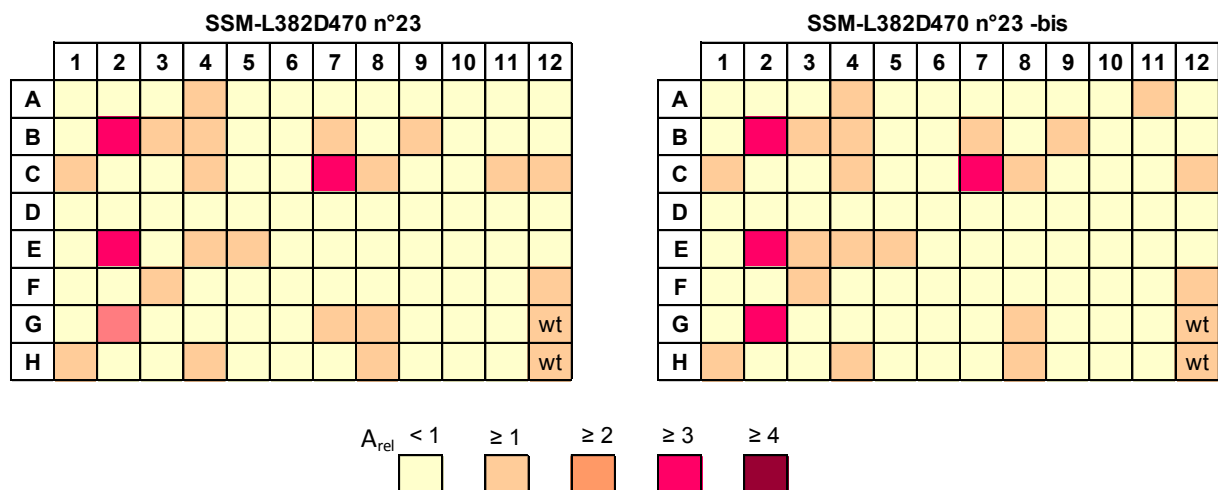 SSM-L382D470 n°23
1 2 3 4 5 6 7 8 9 10 11 12
A
B
C
D
E
F
G wt
H wt
SSM-L382D470 n°23 -bis
1 2 3 4 5 6 7 8 9 10 11 12
A
B
C
D
E
F
G wt
H wt
Arel < 1 ≥ 1 ≥ 2 ≥ 3 ≥ 4